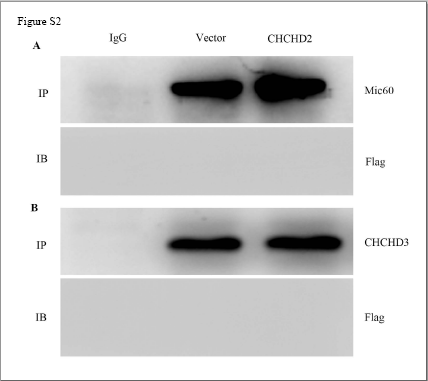 Figure S2
A
IgG Vector CHCHD2
IP Mic60
IB Flag
B
IP CHCHD3
IB Flag